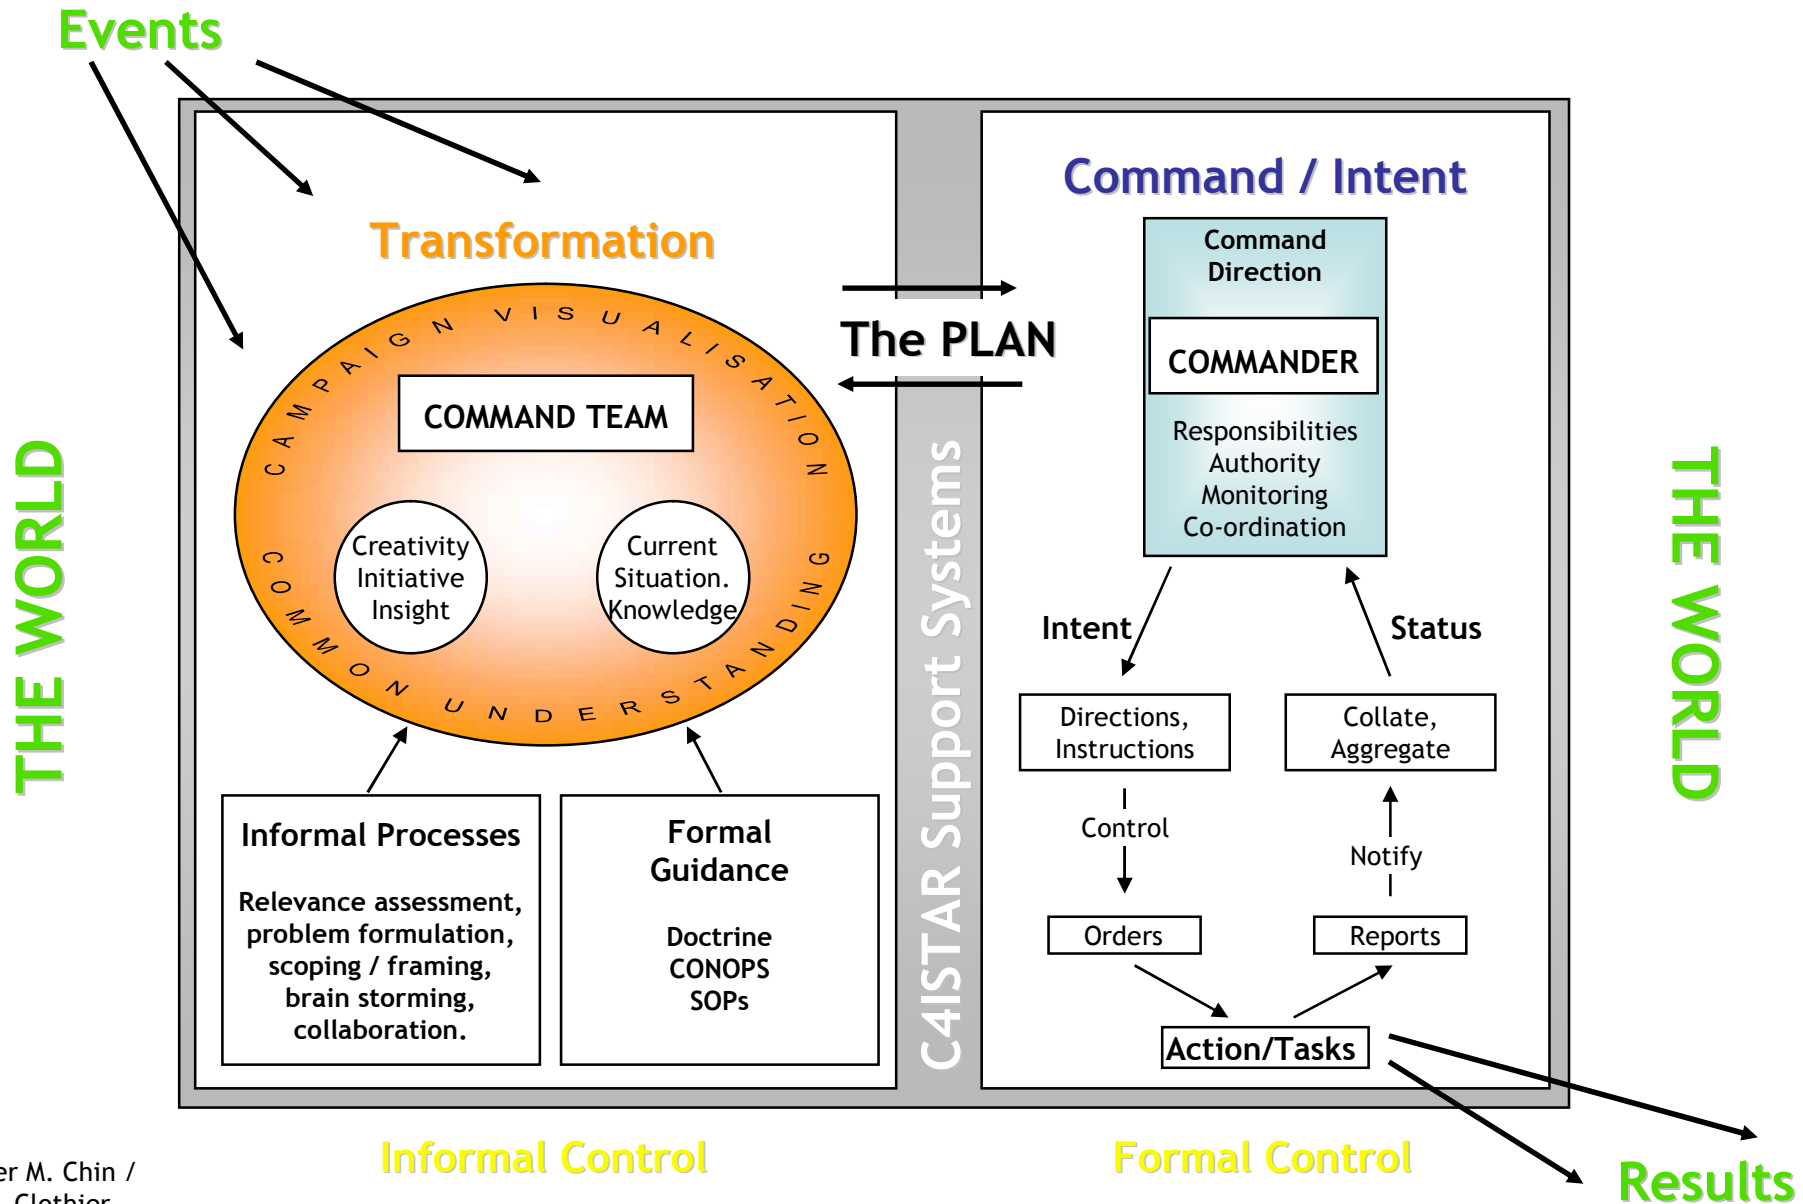 Events
THE WORLD
Transformation
CAMPAIGN VISUALISATION
COMMAND TEAM
Creativity
Initiative
Insight
Current
Situation.
Knowledge
COMMON UNDERSTANDING
Informal Processes
Relevance assessment,
problem formulation,
scoping / framing,
brain storming,
collaboration.
Formal
Guidance
Doctrine
CONOPS
SOPs
The PLAN
C4ISTAR Support Systems
Command / Intent
Command
Direction
COMMANDER
Responsibilities
Authority
Monitoring
Co-ordination
Intent
Status
Directions,
Instructions
Collate,
Aggregate
Control
Notify
Orders
Reports
Action/Tasks
THE WORLD
Informal Control
Formal Control
Results
M. Chin /
Clothier